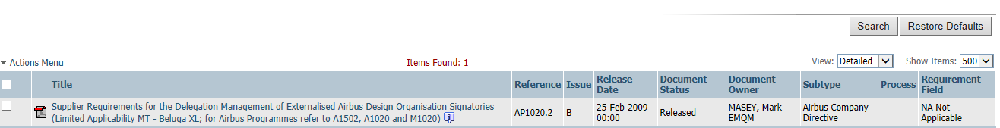 Search Restore Defaults
Actions Menu Items Found: 1 View: Detailed Show Items: 500
Title Reference Issue Release Date Document Status Document Owner Subtype Process Requirement Field
Supplier Requirements for the Delegation Management of Externalised Airbus Design Organisation Signatories
(Limited Applicability MT - Beluga XL; for Airbus Programmes refer to A1502, A1020 and M1020)
AP1020.2 B 25-Feb-2009 00:00 Released MASEY, Mark - EMQM Airbus Company Directive NA Not Applicable